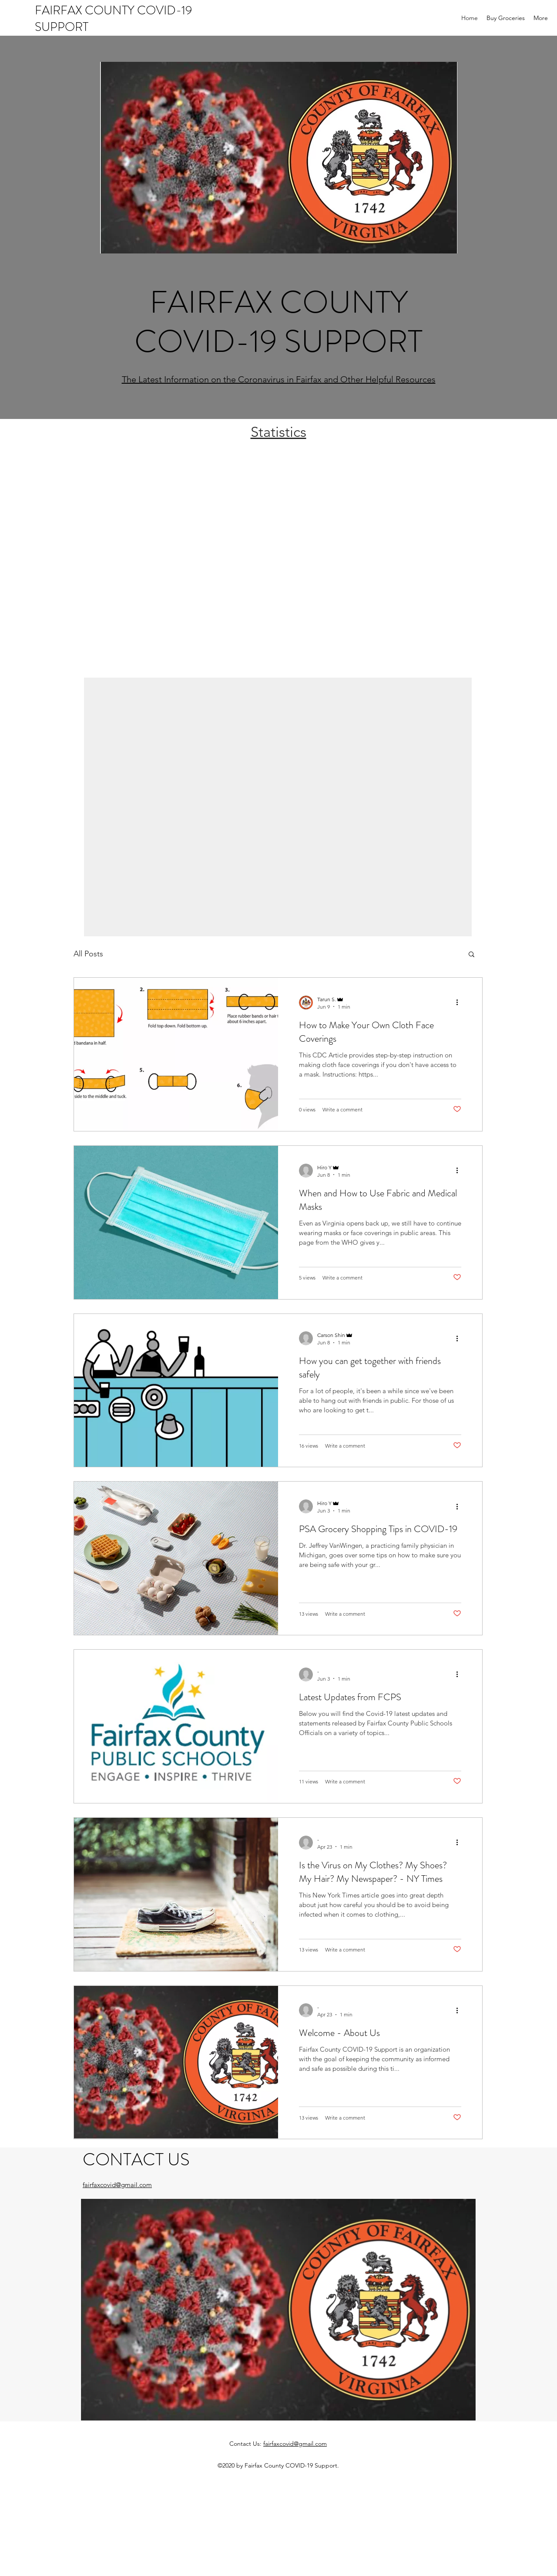 FAIRFAX COUNTY COVID-19
SUPPORT
Home
Buy Groceries
More
COUNTY OF FAIRFAX
1742
VIRGINIA
FAIRFAX COUNTY
COVID-19 SUPPORT
The Latest Information on the Coronavirus in Fairfax and Other Helpful Resources
Statistics
All Posts
2.
3.
Fold top down. Fold bottom up.
Place rubber bands or hair
about 6 inches apart.
bandana in half.
5.
6.
side to the middle and tuck.
Tarun S.
Jun 9 · 1 min
How to Make Your Own Cloth Face
Coverings
This CDC Article provides step-by-step instruction on
making cloth face coverings if you don't have access to
a mask. Instructions: https...
0 views
Write a comment
Hiro Y
Jun 8 · 1 min
When and How to Use Fabric and Medical
Masks
Even as Virginia opens back up, we still have to continue
wearing masks or face coverings in public areas. This
page from the WHO gives y...
5 views
Write a comment
Carson Shin
Jun 8 · 1 min
How you can get together with friends
safely
For a lot of people, it's been a while since we've been
able to hang out with friends in public. For those of us
who are looking to get t...
16 views
Write a comment
Hiro Y
Jun 3 · 1 min
PSA Grocery Shopping Tips in COVID-19
Dr. Jeffrey VanWingen, a practicing family physician in
Michigan, goes over some tips on how to make sure you
are being safe with your gr...
13 views
Write a comment
Fairfax County
PUBLIC SCHOOLS
ENGAGE • INSPIRE • THRIVE
-
Jun 3 · 1 min
Latest Updates from FCPS
Below you will find the Covid-19 latest updates and
statements released by Fairfax County Public Schools
Officials on a variety of topics...
11 views
Write a comment
-
Apr 23 · 1 min
Is the Virus on My Clothes? My Shoes?
My Hair? My Newspaper? - NY Times
This New York Times article goes into great depth
about just how careful you should be to avoid being
infected when it comes to clothing,...
13 views
Write a comment
COUNTY OF FA
1742
VIRGINIA
-
Apr 23 · 1 min
Welcome - About Us
Fairfax County COVID-19 Support is an organization
with the goal of keeping the community as informed
and safe as possible during this ti...
13 views
Write a comment
CONTACT US
fairfaxcovid@gmail.com
COUNTY OF FAIRFAX
1742
VIRGINIA
Contact Us: fairfaxcovid@gmail.com
©2020 by Fairfax County COVID-19 Support.